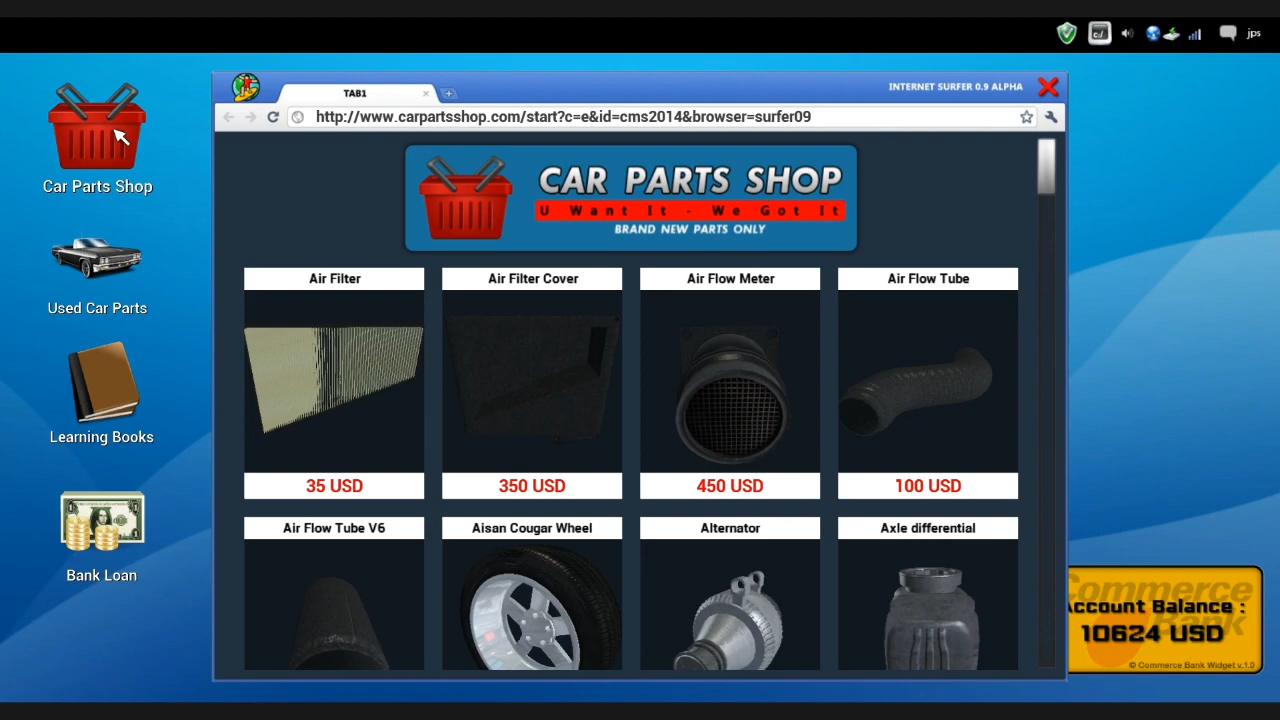 c:/
jps
TAB1
INTERNET SURFER 0.9 ALPHA
http://www.carpartsshop.com/start?c=e&id=cms2014&browser=surfer09
CAR PARTS SHOP
U Want It - We Got It
BRAND NEW PARTS ONLY
Car Parts Shop
Used Car Parts
Learning Books
Bank Loan
Air Filter
Air Filter Cover
Air Flow Meter
Air Flow Tube
35 USD
350 USD
450 USD
100 USD
Air Flow Tube V6
Aisan Cougar Wheel
Alternator
Axle differential
Commerce
Bank
Account Balance :
10624 USD
© Commerce Bank Widget v.1.0